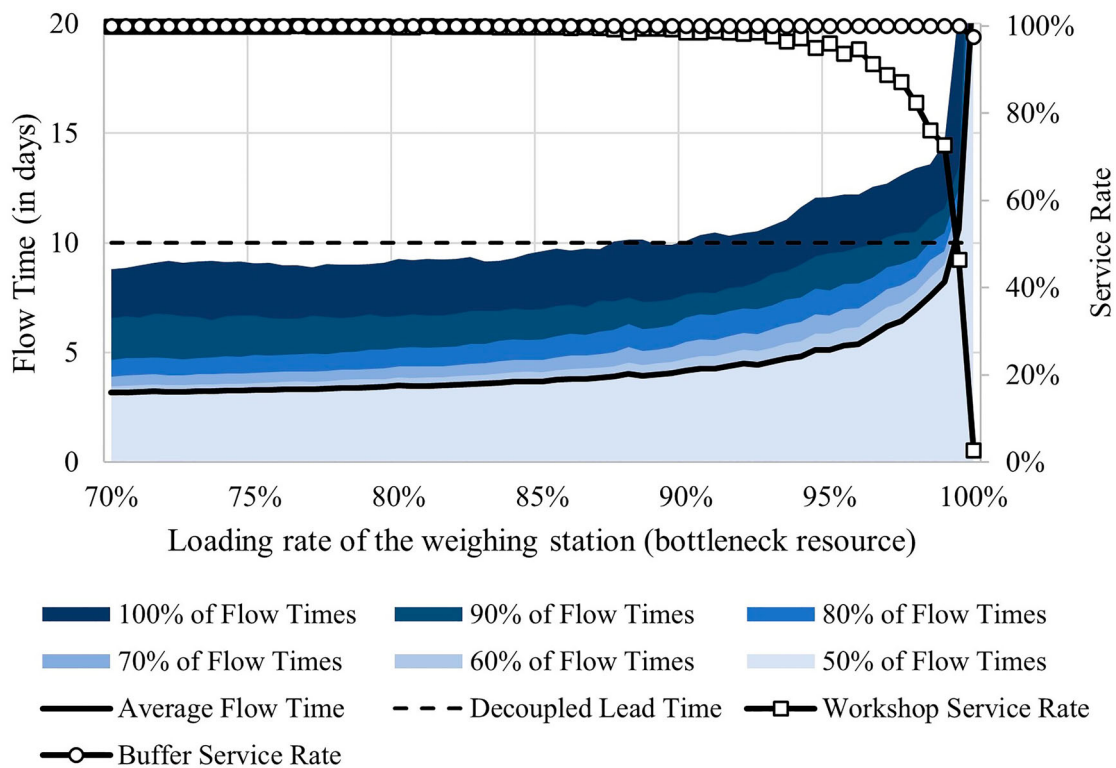 20
15
10
5
0
Flow Time (in days)
100%
80%
60%
40%
20%
0%
Service Rate
70% 75% 80% 85% 90% 95% 100%
Loading rate of the weighing station (bottleneck resource)
100% of Flow Times 90% of Flow Times 80% of Flow Times
70% of Flow Times 60% of Flow Times 50% of Flow Times
Average Flow Time Decoupled Lead Time Workshop Service Rate
Buffer Service Rate